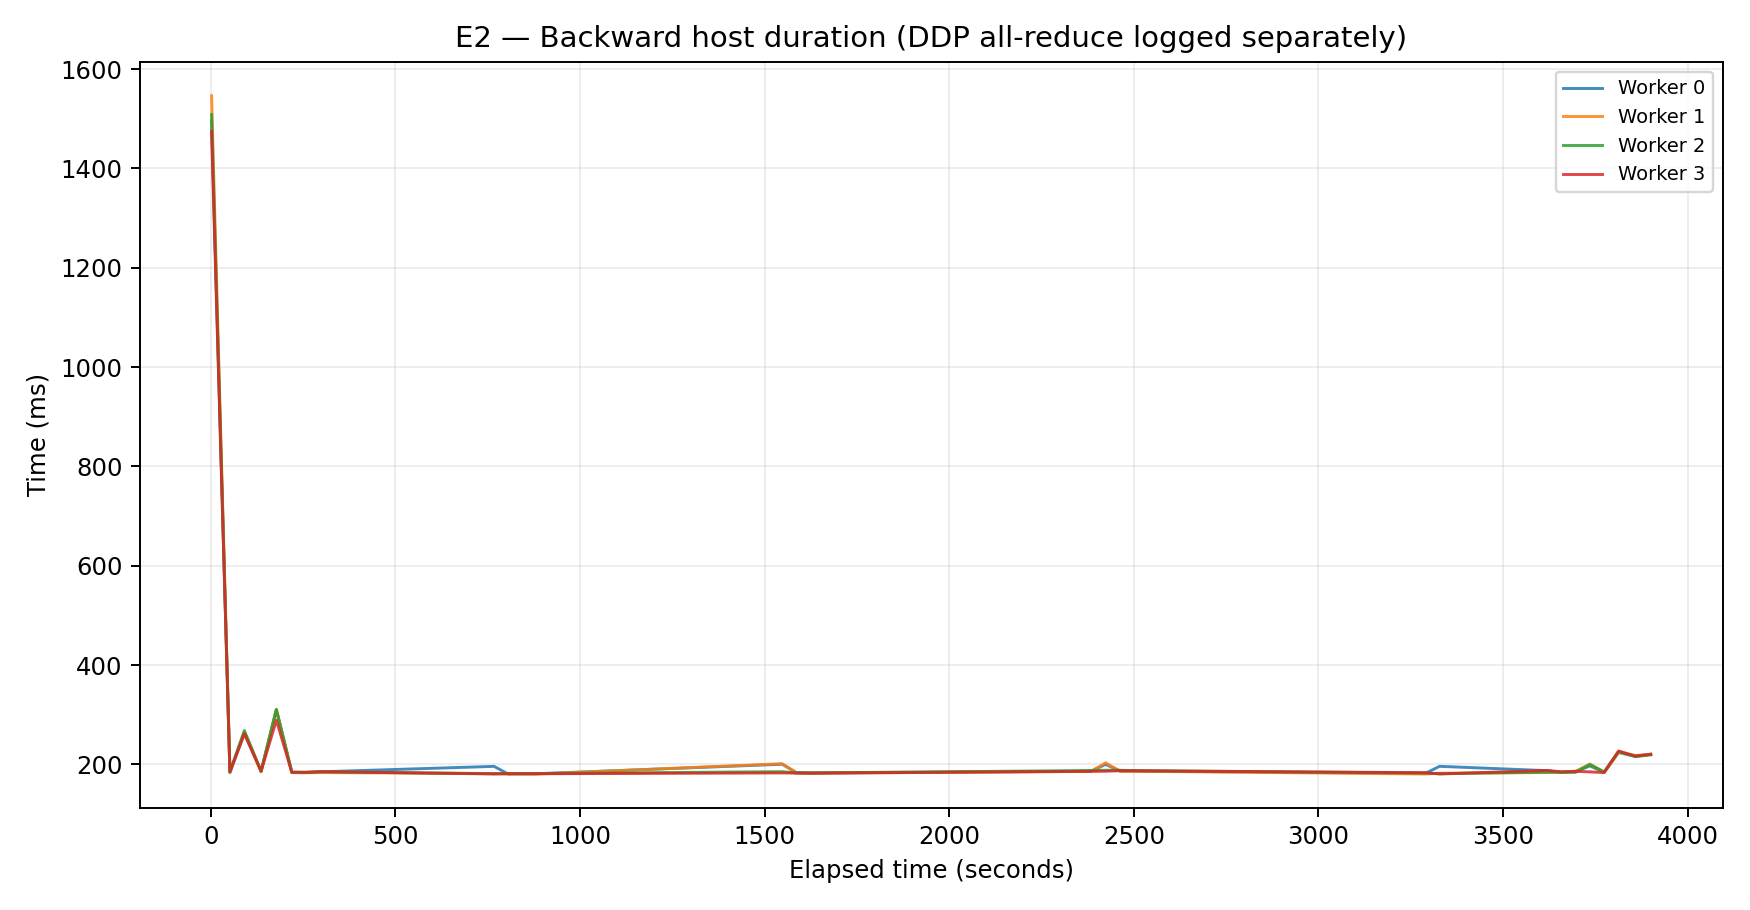 E2 — Backward host duration (DDP all-reduce logged separately)
1600
1400
1200
1000
800
600
400
200
Time (ms)
Worker 0
Worker 1
Worker 2
Worker 3
0 500 1000 1500 2000 2500 3000 3500 4000
Elapsed time (seconds)